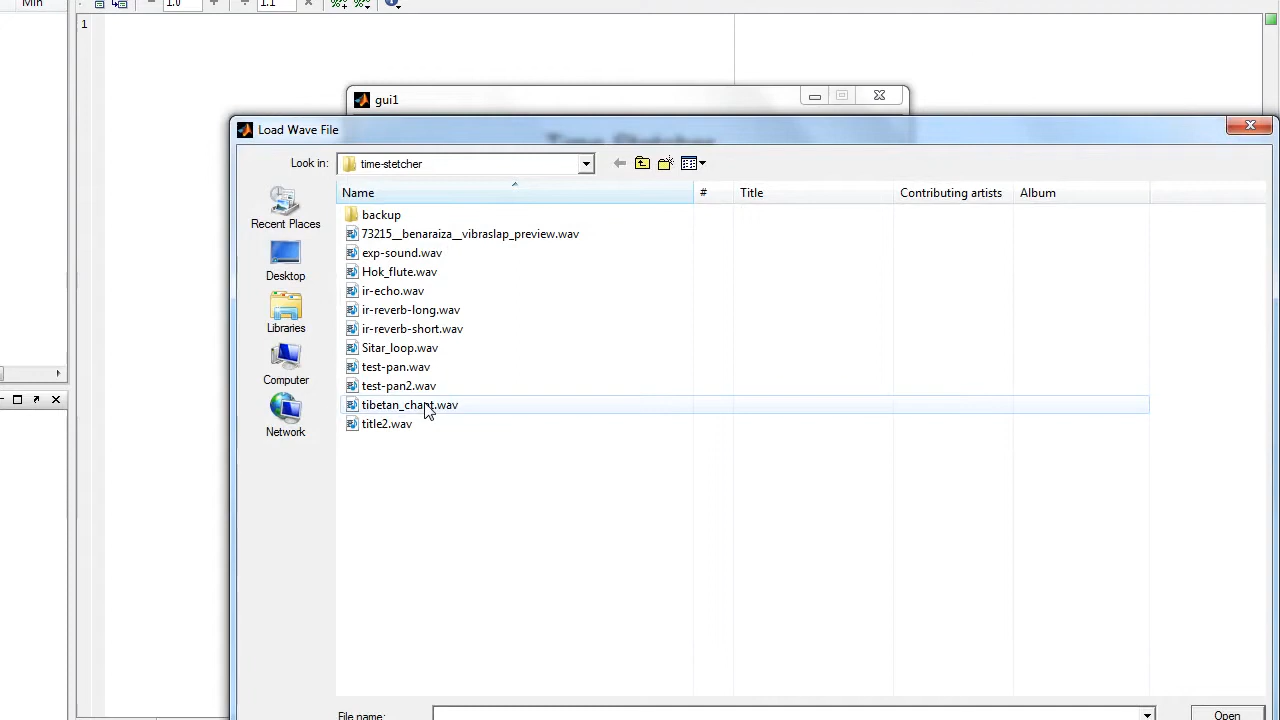 Min
1.0
1.1
1
gui1
Time Stetcher
Load Wave File
Look in: time-stetcher
Name # Title Contributing artists Album
Recent Places
Desktop
Libraries
Computer
Network
backup
73215__benaraiza__vibraslap_preview.wav
exp-sound.wav
Hok_flute.wav
ir-echo.wav
ir-reverb-long.wav
ir-reverb-short.wav
Sitar_loop.wav
test-pan.wav
test-pan2.wav
tibetan_chant.wav
title2.wav
File name: Open